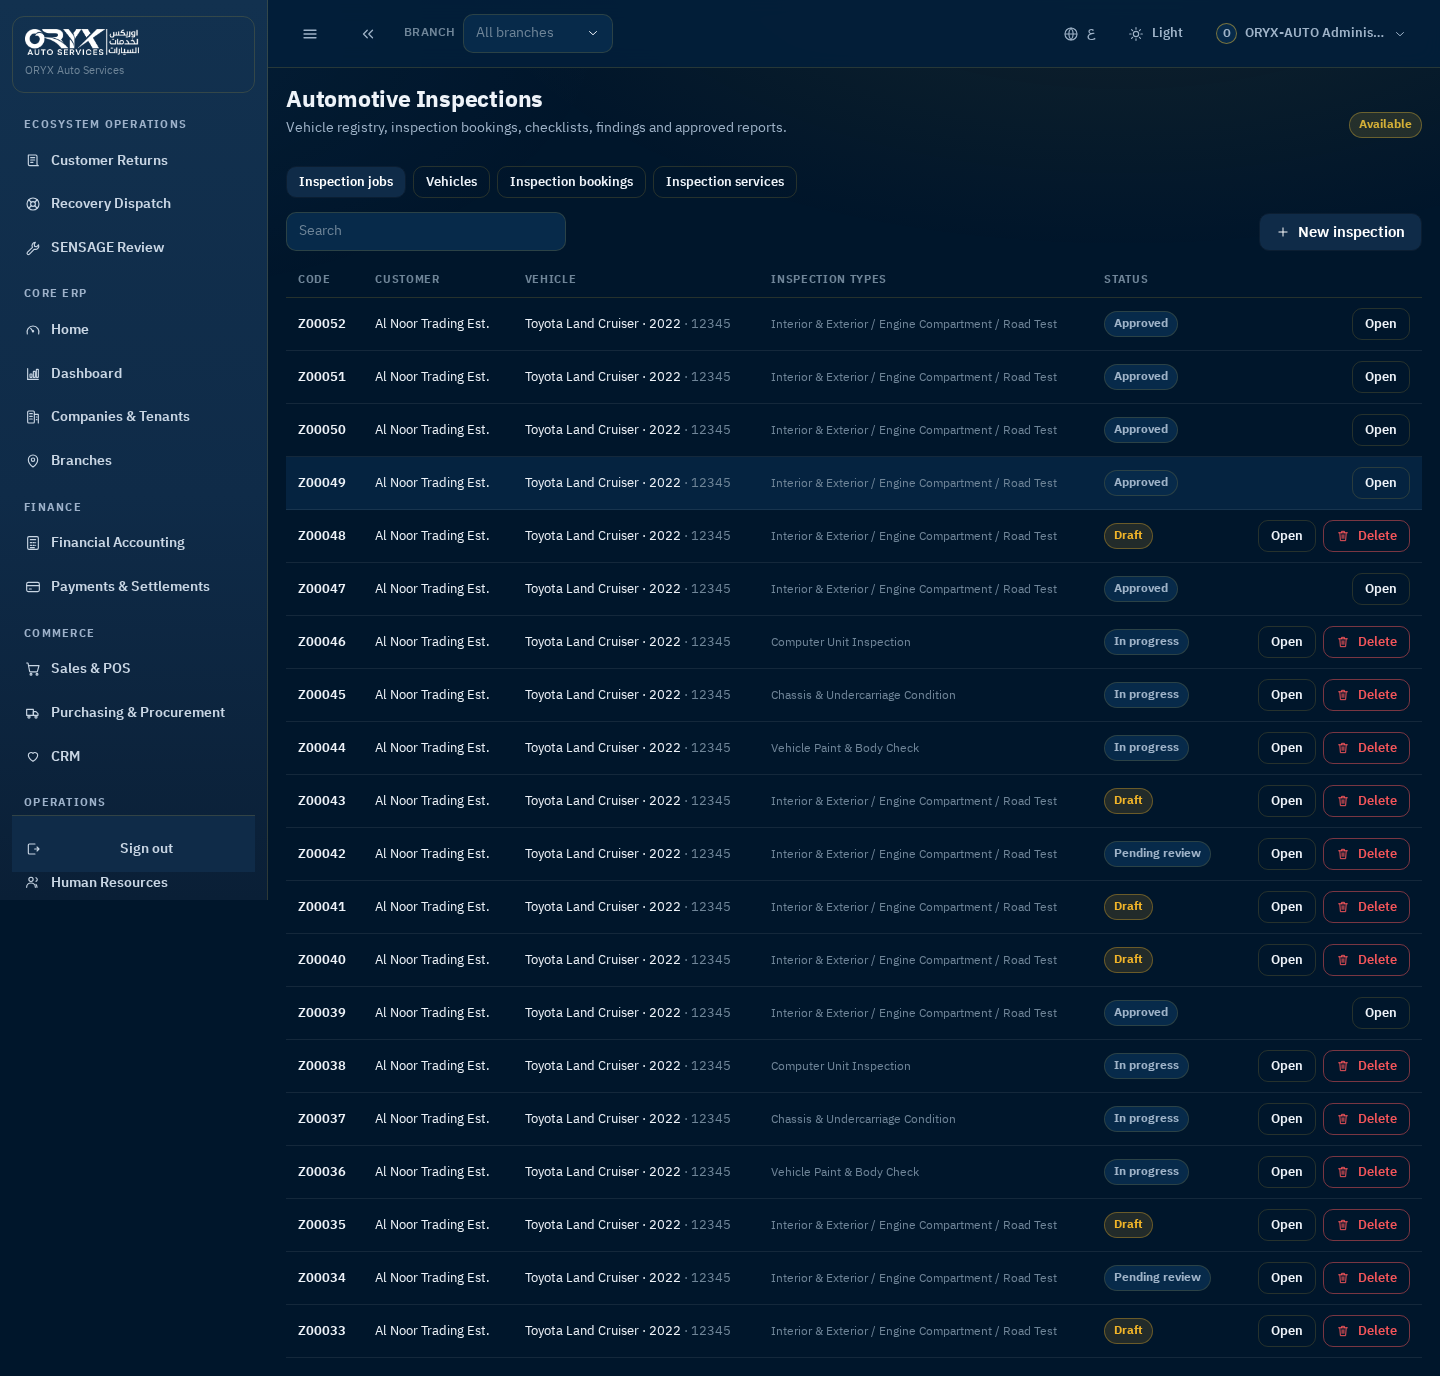 ORYX
AUTO SERVICES
اوريكس
لخدمات
السيارات
ORYX Auto Services
ECOSYSTEM OPERATIONS
Customer Returns
Recovery Dispatch
SENSAGE Review
CORE ERP
Home
Dashboard
Companies & Tenants
Branches
FINANCE
Financial Accounting
Payments & Settlements
COMMERCE
Sales & POS
Purchasing & Procurement
CRM
OPERATIONS
Sign out
Human Resources
BRANCH All branches ع Light O ORYX-AUTO Adminis...
Automotive Inspections
Vehicle registry, inspection bookings, checklists, findings and approved reports.
Available
Inspection jobs Vehicles Inspection bookings Inspection services
Search
+ New inspection
CODE CUSTOMER VEHICLE INSPECTION TYPES STATUS
Z00052 Al Noor Trading Est. Toyota Land Cruiser · 2022 · 12345 Interior & Exterior / Engine Compartment / Road Test Approved Open
Z00051 Al Noor Trading Est. Toyota Land Cruiser · 2022 · 12345 Interior & Exterior / Engine Compartment / Road Test Approved Open
Z00050 Al Noor Trading Est. Toyota Land Cruiser · 2022 · 12345 Interior & Exterior / Engine Compartment / Road Test Approved Open
Z00049 Al Noor Trading Est. Toyota Land Cruiser · 2022 · 12345 Interior & Exterior / Engine Compartment / Road Test Approved Open
Z00048 Al Noor Trading Est. Toyota Land Cruiser · 2022 · 12345 Interior & Exterior / Engine Compartment / Road Test Draft Open Delete
Z00047 Al Noor Trading Est. Toyota Land Cruiser · 2022 · 12345 Interior & Exterior / Engine Compartment / Road Test Approved Open
Z00046 Al Noor Trading Est. Toyota Land Cruiser · 2022 · 12345 Computer Unit Inspection In progress Open Delete
Z00045 Al Noor Trading Est. Toyota Land Cruiser · 2022 · 12345 Chassis & Undercarriage Condition In progress Open Delete
Z00044 Al Noor Trading Est. Toyota Land Cruiser · 2022 · 12345 Vehicle Paint & Body Check In progress Open Delete
Z00043 Al Noor Trading Est. Toyota Land Cruiser · 2022 · 12345 Interior & Exterior / Engine Compartment / Road Test Draft Open Delete
Z00042 Al Noor Trading Est. Toyota Land Cruiser · 2022 · 12345 Interior & Exterior / Engine Compartment / Road Test Pending review Open Delete
Z00041 Al Noor Trading Est. Toyota Land Cruiser · 2022 · 12345 Interior & Exterior / Engine Compartment / Road Test Draft Open Delete
Z00040 Al Noor Trading Est. Toyota Land Cruiser · 2022 · 12345 Interior & Exterior / Engine Compartment / Road Test Draft Open Delete
Z00039 Al Noor Trading Est. Toyota Land Cruiser · 2022 · 12345 Interior & Exterior / Engine Compartment / Road Test Approved Open
Z00038 Al Noor Trading Est. Toyota Land Cruiser · 2022 · 12345 Computer Unit Inspection In progress Open Delete
Z00037 Al Noor Trading Est. Toyota Land Cruiser · 2022 · 12345 Chassis & Undercarriage Condition In progress Open Delete
Z00036 Al Noor Trading Est. Toyota Land Cruiser · 2022 · 12345 Vehicle Paint & Body Check In progress Open Delete
Z00035 Al Noor Trading Est. Toyota Land Cruiser · 2022 · 12345 Interior & Exterior / Engine Compartment / Road Test Draft Open Delete
Z00034 Al Noor Trading Est. Toyota Land Cruiser · 2022 · 12345 Interior & Exterior / Engine Compartment / Road Test Pending review Open Delete
Z00033 Al Noor Trading Est. Toyota Land Cruiser · 2022 · 12345 Interior & Exterior / Engine Compartment / Road Test Draft Open Delete